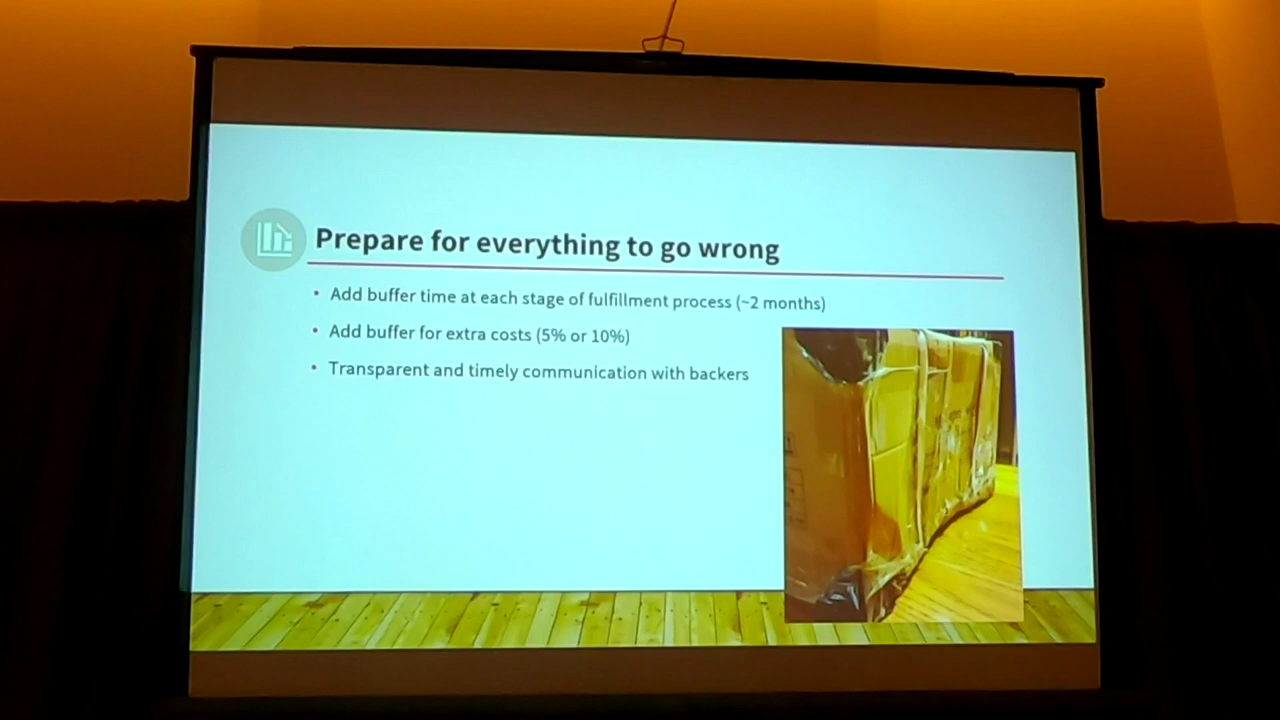 Prepare for everything to go wrong
• Add buffer time at each stage of fulfillment process (~2 months)
• Add buffer for extra costs (5% or 10%)
• Transparent and timely communication with backers